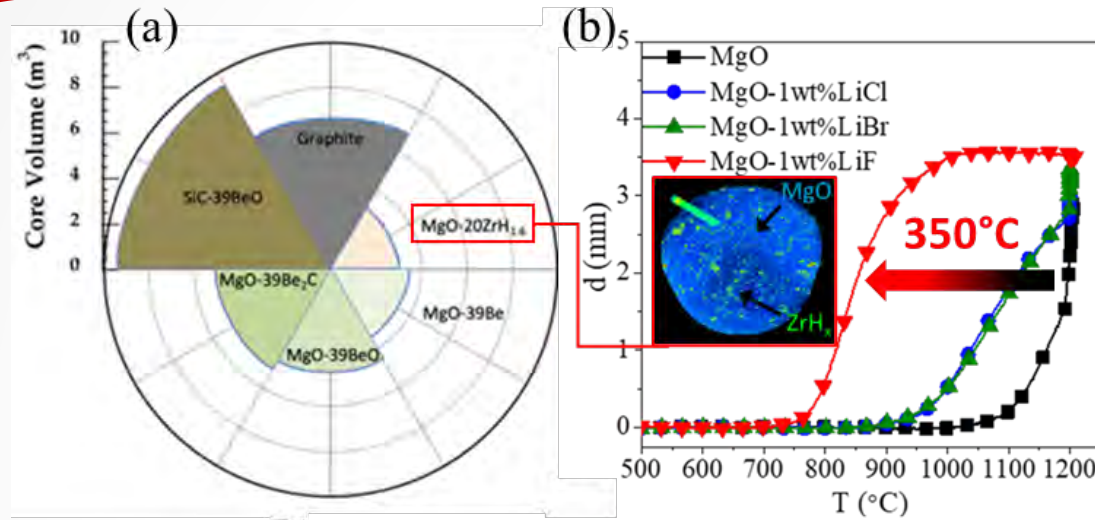 (a)
Core Volume (m³)
10
8
6
4
2
0
Graphite
SiC-39BeO
MgO-20ZrH₁.₆
MgO-39Be₂C
MgO-39Be
MgO-39BeO
(b)
d (mm)
5
4
3
2
1
0
MgO
MgO-1wt%LiCl
MgO-1wt%LiBr
MgO-1wt%LiF
MgO
ZrHₓ
350°C
500 600 700 800 900 1000 1100 1200
T (°C)